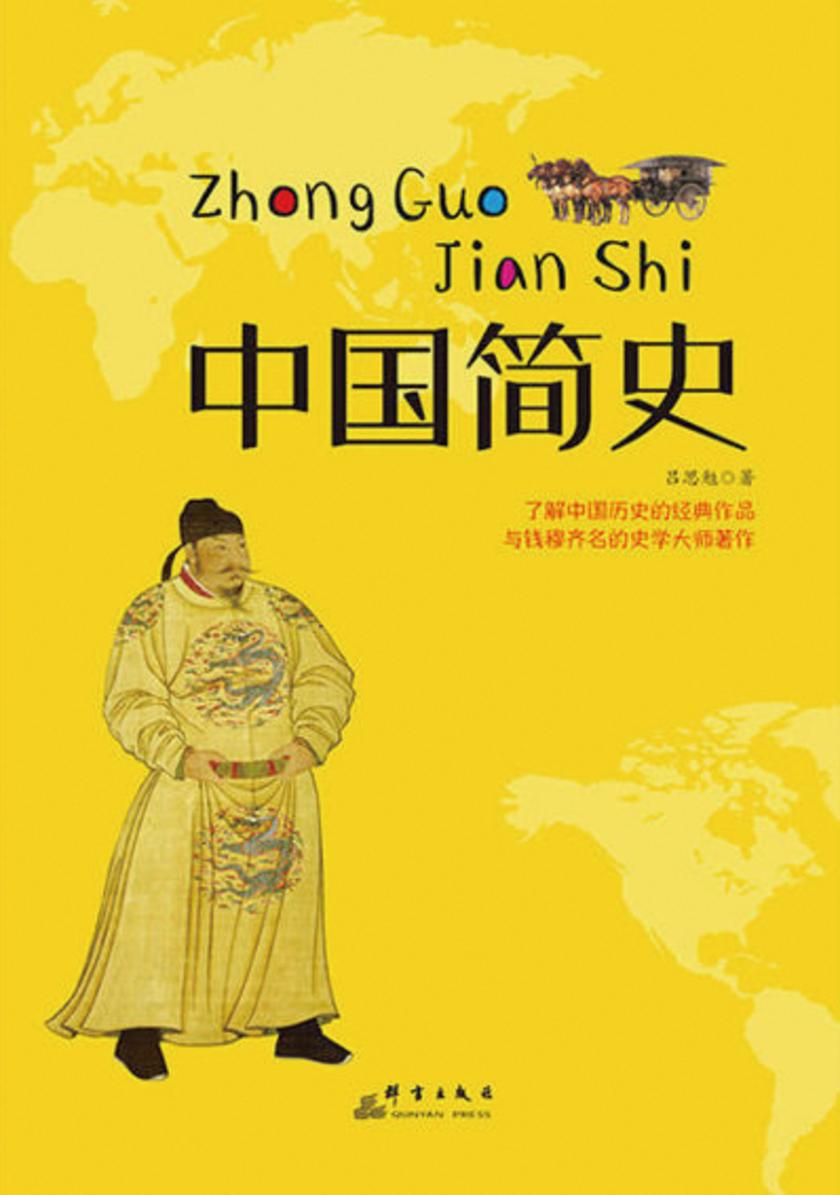 Zhong Guo
Jian Shi
中国简史
吕思勉◎著
了解中国历史的经典作品
与钱穆齐名的史学大师著作
群言出版社
QUNYAN PRESS